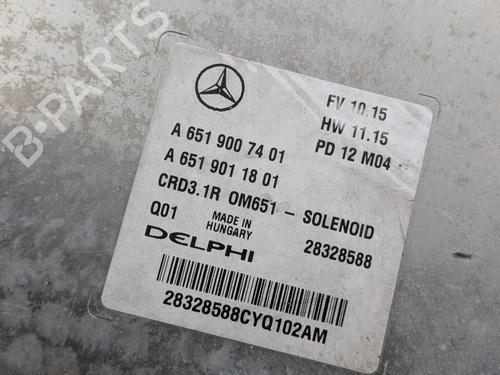 B-PARTS
FV 10.15
HW 11.15
PD 12 M04
A 651 900 74 01
A 651 901 18 01
CRD3.1R OM651 - SOLENOID
Q01 MADE IN HUNGARY 28328588
DELPHI
28328588CYQ102AM